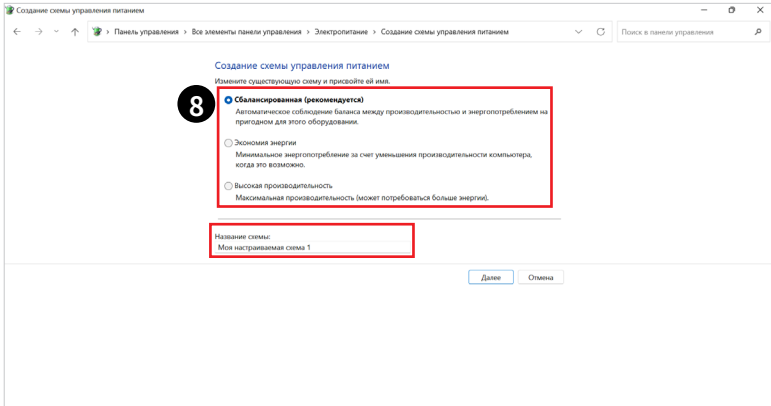 Создание схемы управления питанием
Панель управления > Все элементы панели управления > Электропитание > Создание схемы управления питанием
Поиск в панели управления
Создание схемы управления питанием
Измените существующую схему и присвойте ей имя.
8
Сбалансированная (рекомендуется)
Автоматическое соблюдение баланса между производительностью и энергопотреблением на
пригодном для этого оборудовании.
Экономия энергии
Минимальное энергопотребление за счет уменьшения производительности компьютера,
когда это возможно.
Высокая производительность
Максимальная производительность (может потребоваться больше энергии).
Название схемы:
Моя настраиваемая схема 1
Далее
Отмена